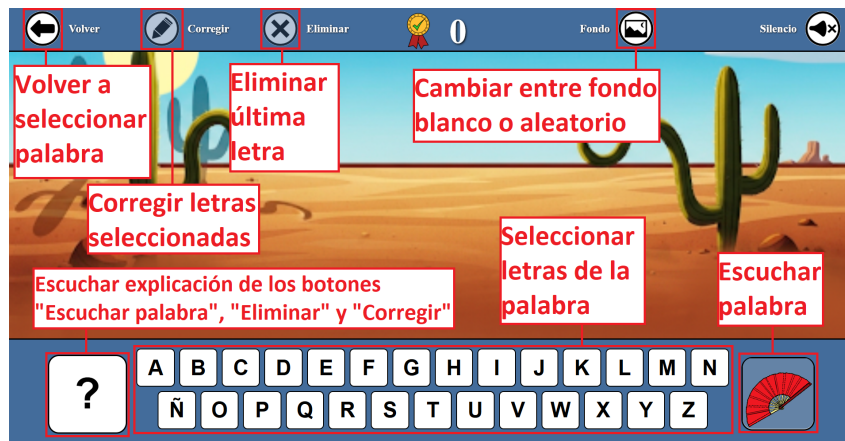 Volver
Corregir
Eliminar
0
Fondo
Silencio
Volver a
seleccionar
palabra
Eliminar
última
letra
Cambiar entre fondo
blanco o aleatorio
Corregir letras
seleccionadas
Seleccionar
letras de la
palabra
Escuchar
palabra
Escuchar explicación de los botones
"Escuchar palabra", "Eliminar" y "Corregir"
?
A B C D E F G H I J K L M N
Ñ O P Q R S T U V W X Y Z